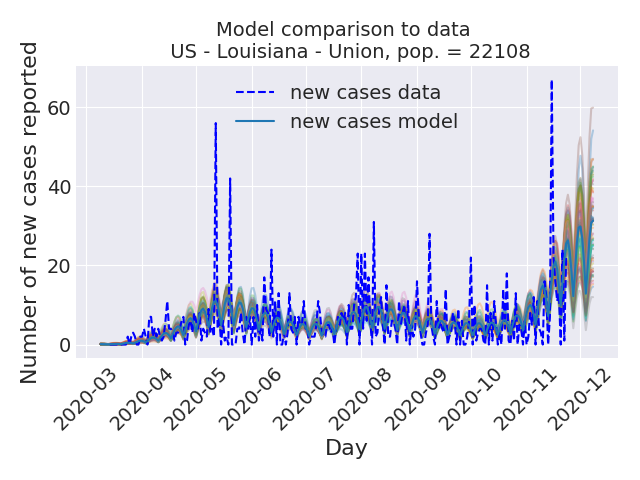 Model comparison to data
US - Louisiana - Union, pop. = 22108
new cases data
new cases model
Number of new cases reported
60
40
20
0
2020-03
2020-04
2020-05
2020-06
2020-07
2020-08
2020-09
2020-10
2020-11
2020-12
Day